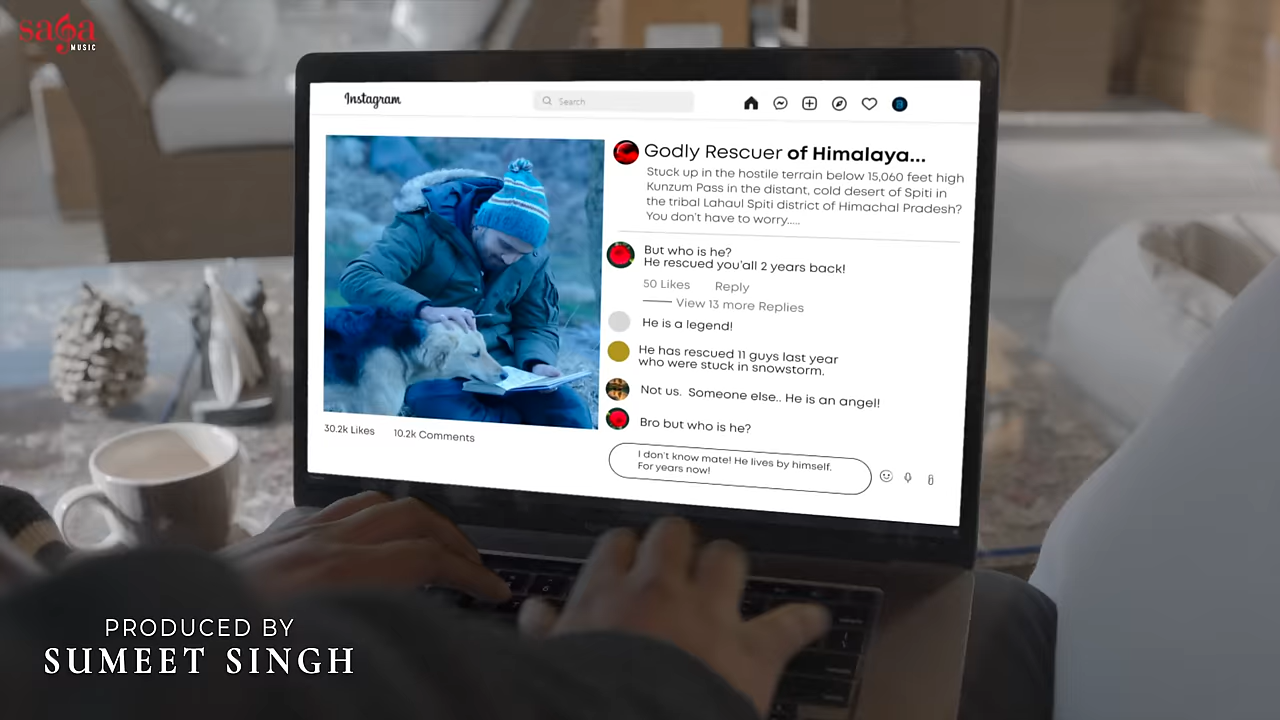 saga
MUSIC
Instagram
Search
Godly Rescuer of Himalaya...
Stuck up in the hostile terrain below 15,060 feet high
Kunzum Pass in the distant, cold desert of Spiti in
the tribal Lahaul Spiti district of Himachal Pradesh?
You don't have to worry.....
But who is he?
He rescued you'all 2 years back!
50 Likes Reply
View 13 more Replies
He is a legend!
He has rescued 11 guys last year
who were stuck in snowstorm.
Not us. Someone else.. He is an angel!
Bro but who is he?
30.2k Likes 10.2k Comments
I don't know mate! He lives by himself.
For years now!
PRODUCED BY
SUMEET SINGH